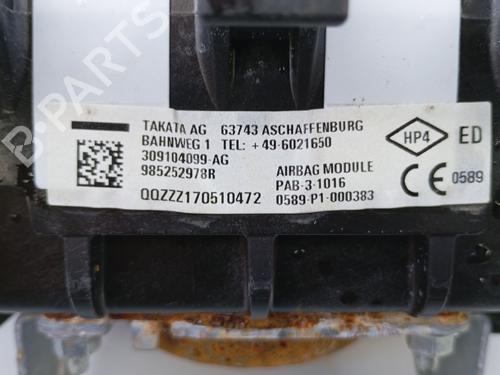 TAKATA AG 63743 ASCHAFFENBURG
BAHNWEG 1 TEL: +49-6021650
309104099-AG
985252978R
AIRBAG MODULE
PAB-3-1016
QQZZZ170510472
0589-P1-000383
HP4
ED
CE 0589
B-PARTS